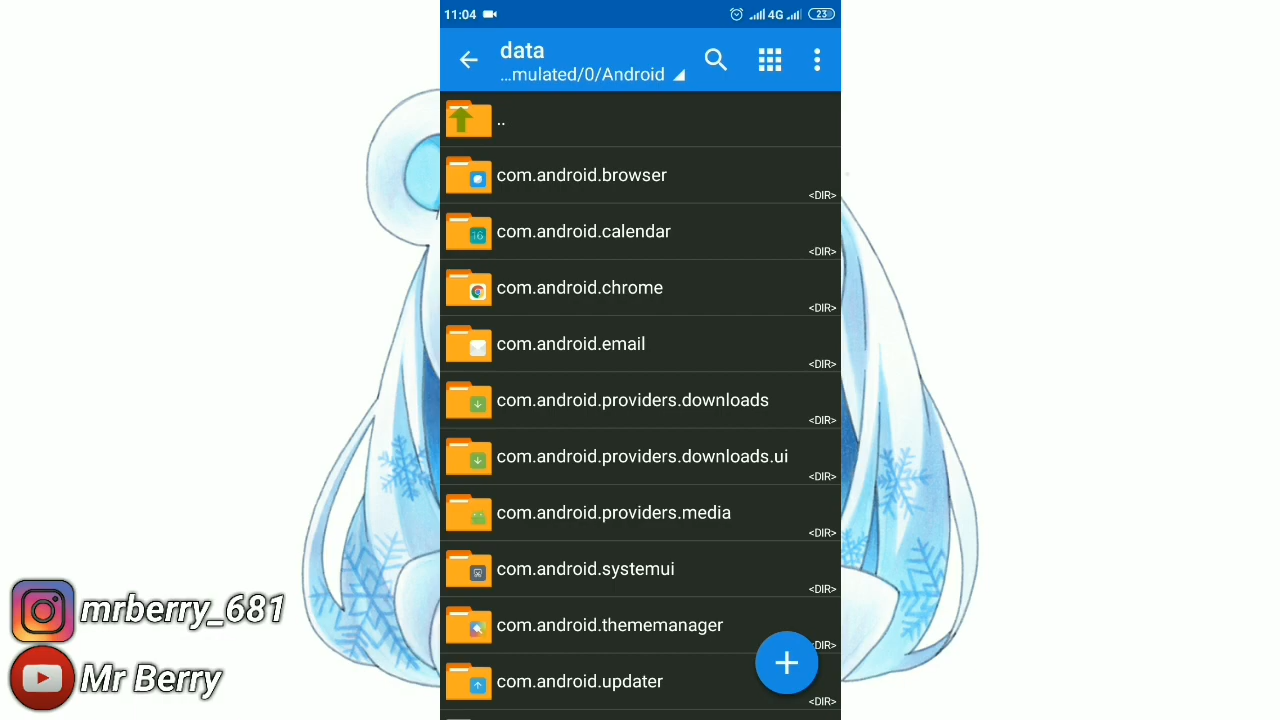 11:04
4G
23
data
...mulated/0/Android
..
com.android.browser
<DIR>
com.android.calendar
16
<DIR>
com.android.chrome
<DIR>
com.android.email
<DIR>
com.android.providers.downloads
<DIR>
com.android.providers.downloads.ui
<DIR>
com.android.providers.media
<DIR>
com.android.systemui
<DIR>
com.android.thememanager
DIR>
com.android.updater
<DIR>
mrberry_681
Mr Berry